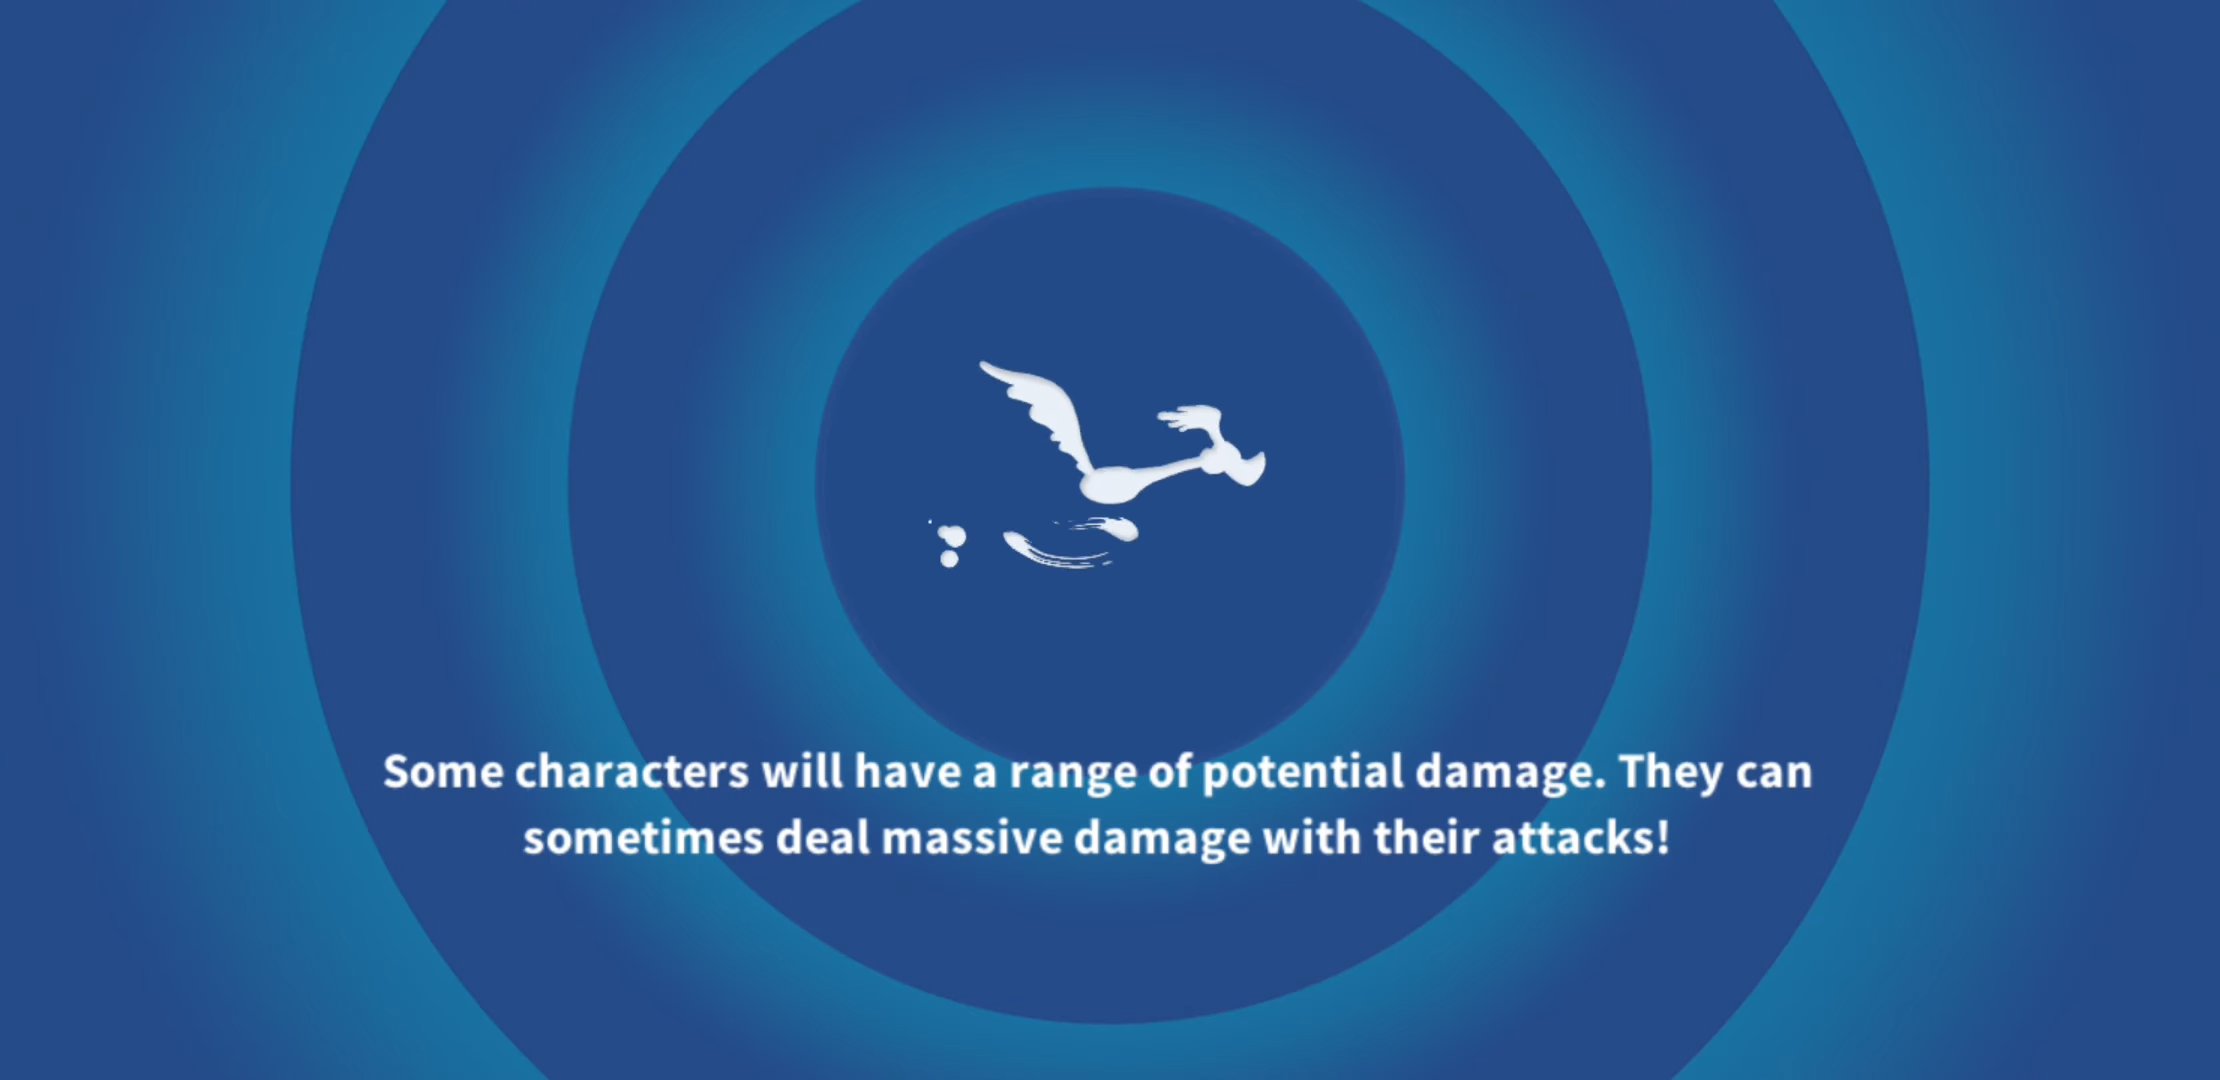 Some characters will have a range of potential damage. They can
sometimes deal massive damage with their attacks!